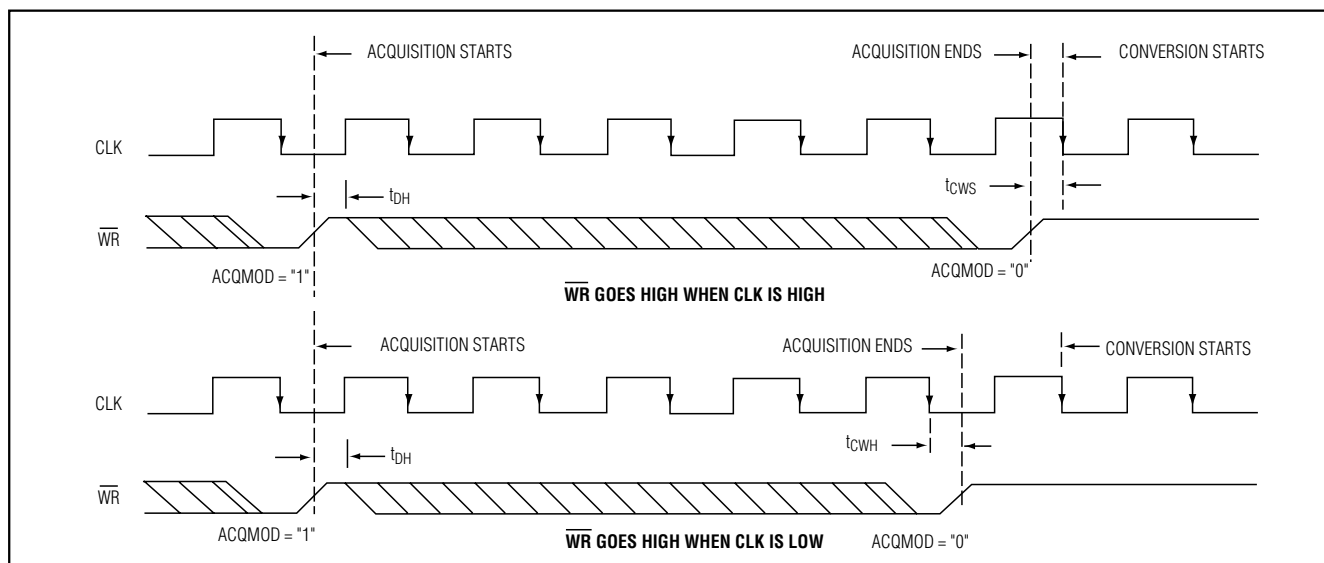 ACQUISITION STARTS
ACQUISITION ENDS
CONVERSION STARTS
CLK
tDH
tCWS
WR
ACQMOD = "1"
ACQMOD = "0"
WR GOES HIGH WHEN CLK IS HIGH
ACQUISITION STARTS
ACQUISITION ENDS
CONVERSION STARTS
CLK
tDH
tCWH
WR
ACQMOD = "1"
WR GOES HIGH WHEN CLK IS LOW
ACQMOD = "0"